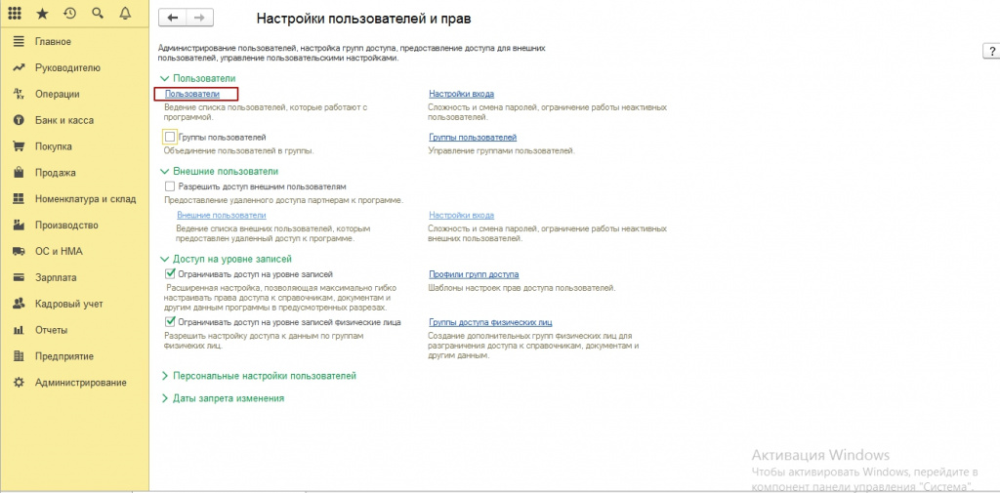 Настройки пользователей и прав
Главное
Руководителю
Дт Кт Операции
Банк и касса
Покупка
Продажа
Номенклатура и склад
Производство
ОС и НМА
Зарплата
Кадровый учет
Отчеты
Предприятие
Администрирование
Администрирование пользователей, настройка групп доступа, предоставление доступа для внешних
пользователей, управление пользовательскими настройками.
?
Пользователи
Пользователи
Ведение списка пользователей, которые работают с
программой.
Настройки входа
Сложность и смена паролей, ограничение работы неактивных
пользователей.
Группы пользователей
Объединение пользователей в группы.
Группы пользователей
Управление группами пользователей.
Внешние пользователи
Разрешить доступ внешним пользователям
Предоставление удаленного доступа партнерам к программе.
Внешние пользователи
Ведение списка внешних пользователей, которым
предоставлен удаленный доступ к программе.
Настройки входа
Сложность и смена паролей, ограничение работы неактивных
внешних пользователей.
Доступ на уровне записей
Ограничивать доступ на уровне записей
Расширенная настройка, позволяющая максимально гибко
настраивать права доступа к справочникам, документам и
другим данным программы в предусмотренных разрезах.
Профили групп доступа
Шаблоны настроек прав доступа пользователей.
Ограничивать доступ на уровне записей физические лица
Разрешить настройку доступа к данным по группам
физических лиц.
Группы доступа физических лиц
Создание дополнительных групп физических лиц для
разграничения доступа к справочникам, документам и
другим данным.
Персональные настройки пользователей
Даты запрета изменения
Активация Windows
Чтобы активировать Windows, перейдите в
компонент панели управления "Система".